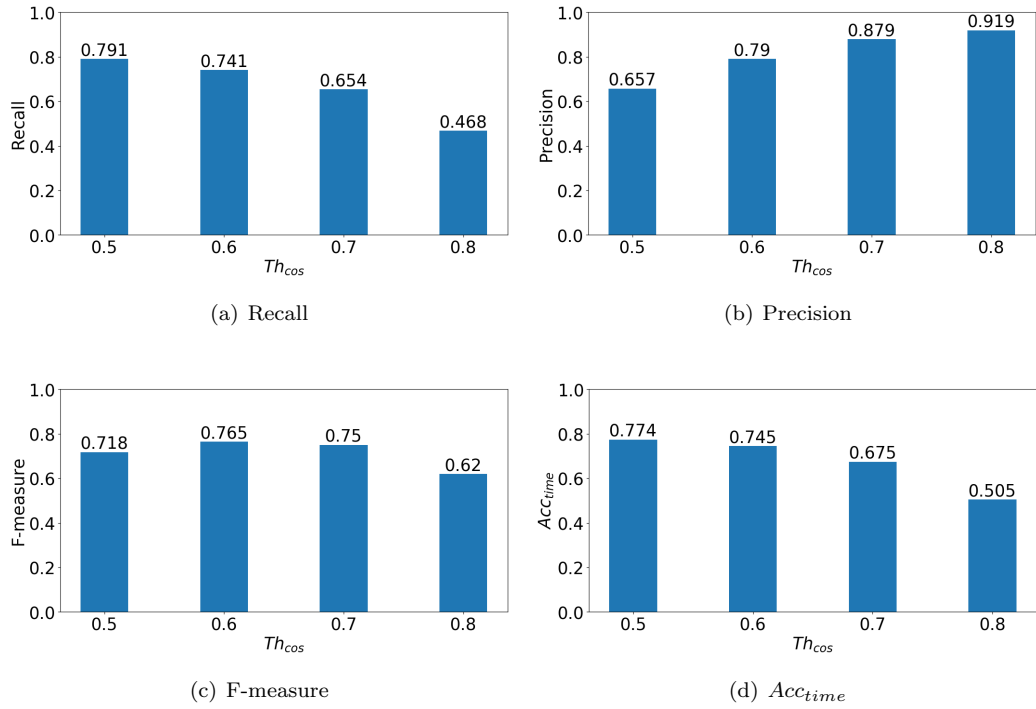 1.0
0.8
0.6
0.4
0.2
0.0
Recall
0.791
0.741
0.654
0.468
0.5 0.6 0.7 0.8
Th_cos
(a) Recall
1.0
0.8
0.6
0.4
0.2
0.0
Precision
0.657
0.79
0.879
0.919
0.5 0.6 0.7 0.8
Th_cos
(b) Precision
1.0
0.8
0.6
0.4
0.2
0.0
F-measure
0.718
0.765
0.75
0.62
0.5 0.6 0.7 0.8
Th_cos
(c) F-measure
1.0
0.8
0.6
0.4
0.2
0.0
Acc_time
0.774
0.745
0.675
0.505
0.5 0.6 0.7 0.8
Th_cos
(d) Acc_time